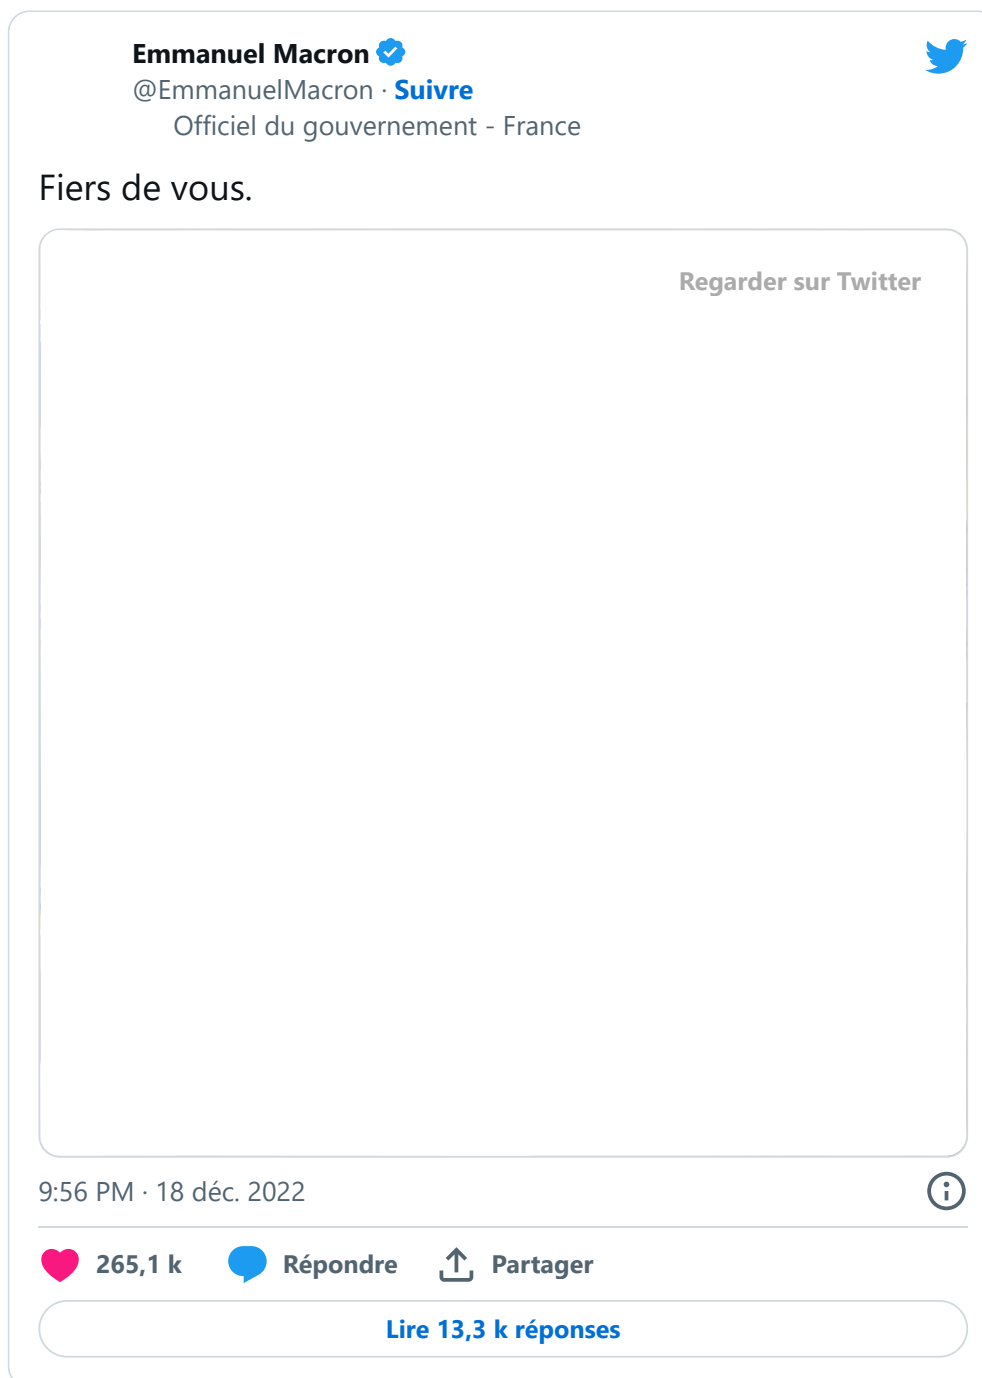 Emmanuel Macron
@EmmanuelMacron · Suivre
Officiel du gouvernement - France
Fiers de vous.
Regarder sur Twitter
9:56 PM · 18 déc. 2022
265,1 k Répondre Partager
Lire 13,3 k réponses